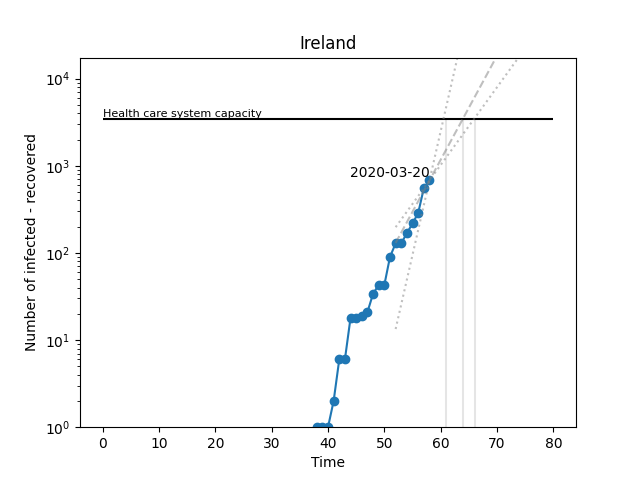 Ireland
Number of infected - recovered
10⁴
10³
10²
10¹
10⁰
Health care system capacity
2020-03-20
0 10 20 30 40 50 60 70 80
Time